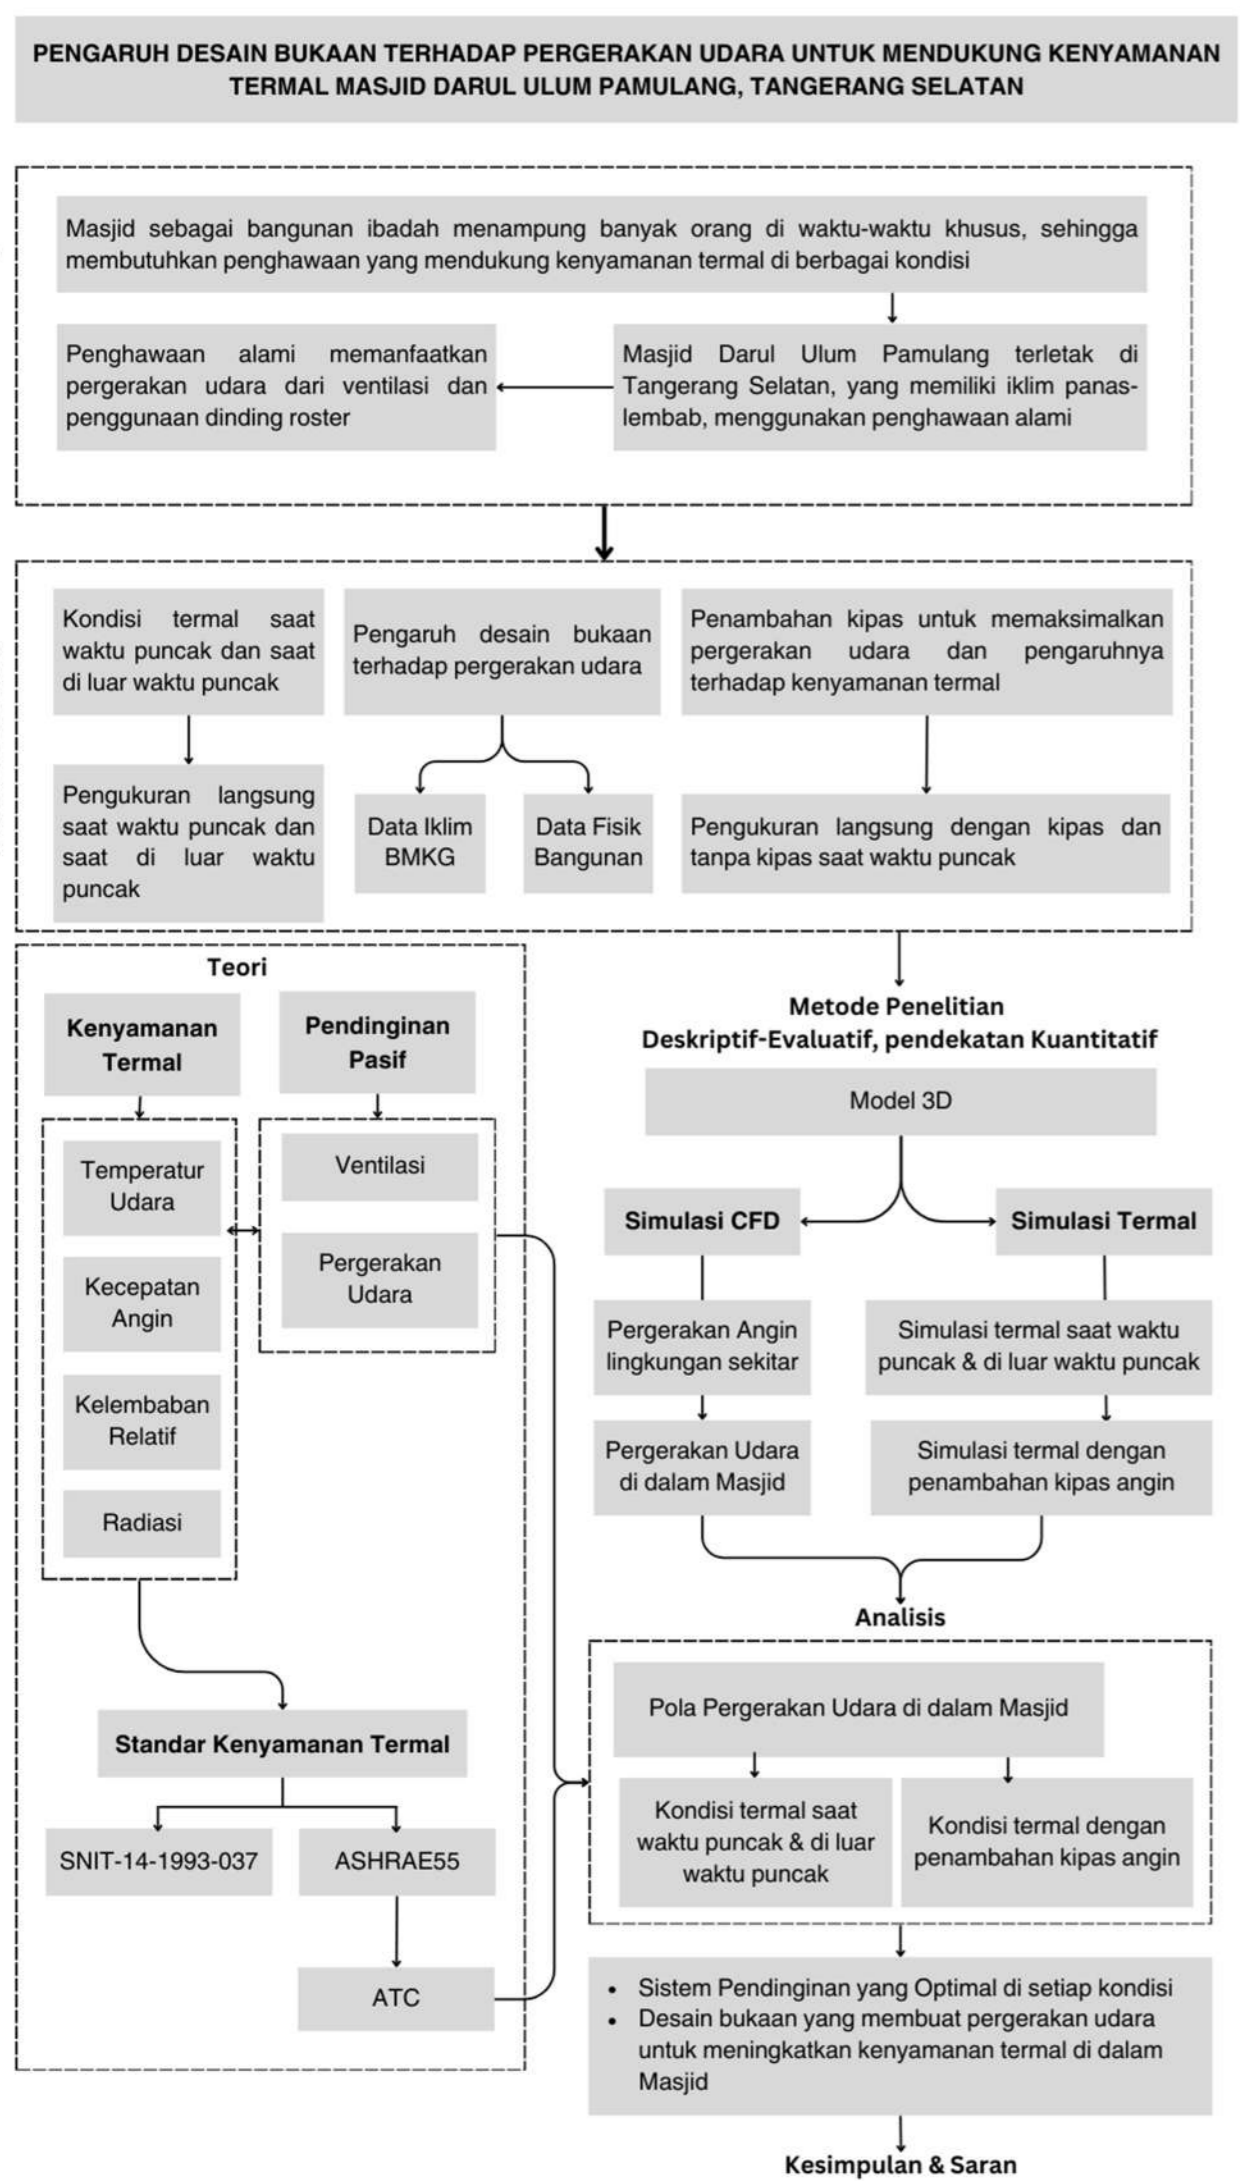 PENGARUH DESAIN BUKAAN TERHADAP PERGERAKAN UDARA UNTUK MENDUKUNG KENYAMANAN
TERMAL MASJID DARUL ULUM PAMULANG, TANGERANG SELATAN
Masjid sebagai bangunan ibadah menampung banyak orang di waktu-waktu khusus, sehingga
membutuhkan penghawaan yang mendukung kenyamanan termal di berbagai kondisi
Penghawaan alami memanfaatkan
pergerakan udara dari ventilasi dan
penggunaan dinding roster
Masjid Darul Ulum Pamulang terletak di
Tangerang Selatan, yang memiliki iklim panas-
lembab, menggunakan penghawaan alami
Kondisi termal saat
waktu puncak dan saat
di luar waktu puncak
Pengaruh desain bukaan
terhadap pergerakan udara
Penambahan kipas untuk memaksimalkan
pergerakan udara dan pengaruhnya
terhadap kenyamanan termal
Pengukuran langsung
saat waktu puncak dan
saat di luar waktu
puncak
Data Iklim
BMKG
Data Fisik
Bangunan
Pengukuran langsung dengan kipas dan
tanpa kipas saat waktu puncak
Teori
Kenyamanan
Termal
Pendinginan
Pasif
Temperatur
Udara
Kecepatan
Angin
Kelembaban
Relatif
Radiasi
Ventilasi
Pergerakan
Udara
Standar Kenyamanan Termal
SNIT-14-1993-037
ASHRAE55
ATC
Metode Penelitian
Deskriptif-Evaluatif, pendekatan Kuantitatif
Model 3D
Simulasi CFD
Simulasi Termal
Pergerakan Angin
lingkungan sekitar
Simulasi termal saat waktu
puncak & di luar waktu puncak
Pergerakan Udara
di dalam Masjid
Simulasi termal dengan
penambahan kipas angin
Analisis
Pola Pergerakan Udara di dalam Masjid
Kondisi termal saat
waktu puncak & di luar
waktu puncak
Kondisi termal dengan
penambahan kipas angin
• Sistem Pendinginan yang Optimal di setiap kondisi
• Desain bukaan yang membuat pergerakan udara
untuk meningkatkan kenyamanan termal di dalam
Masjid
Kesimpulan & Saran